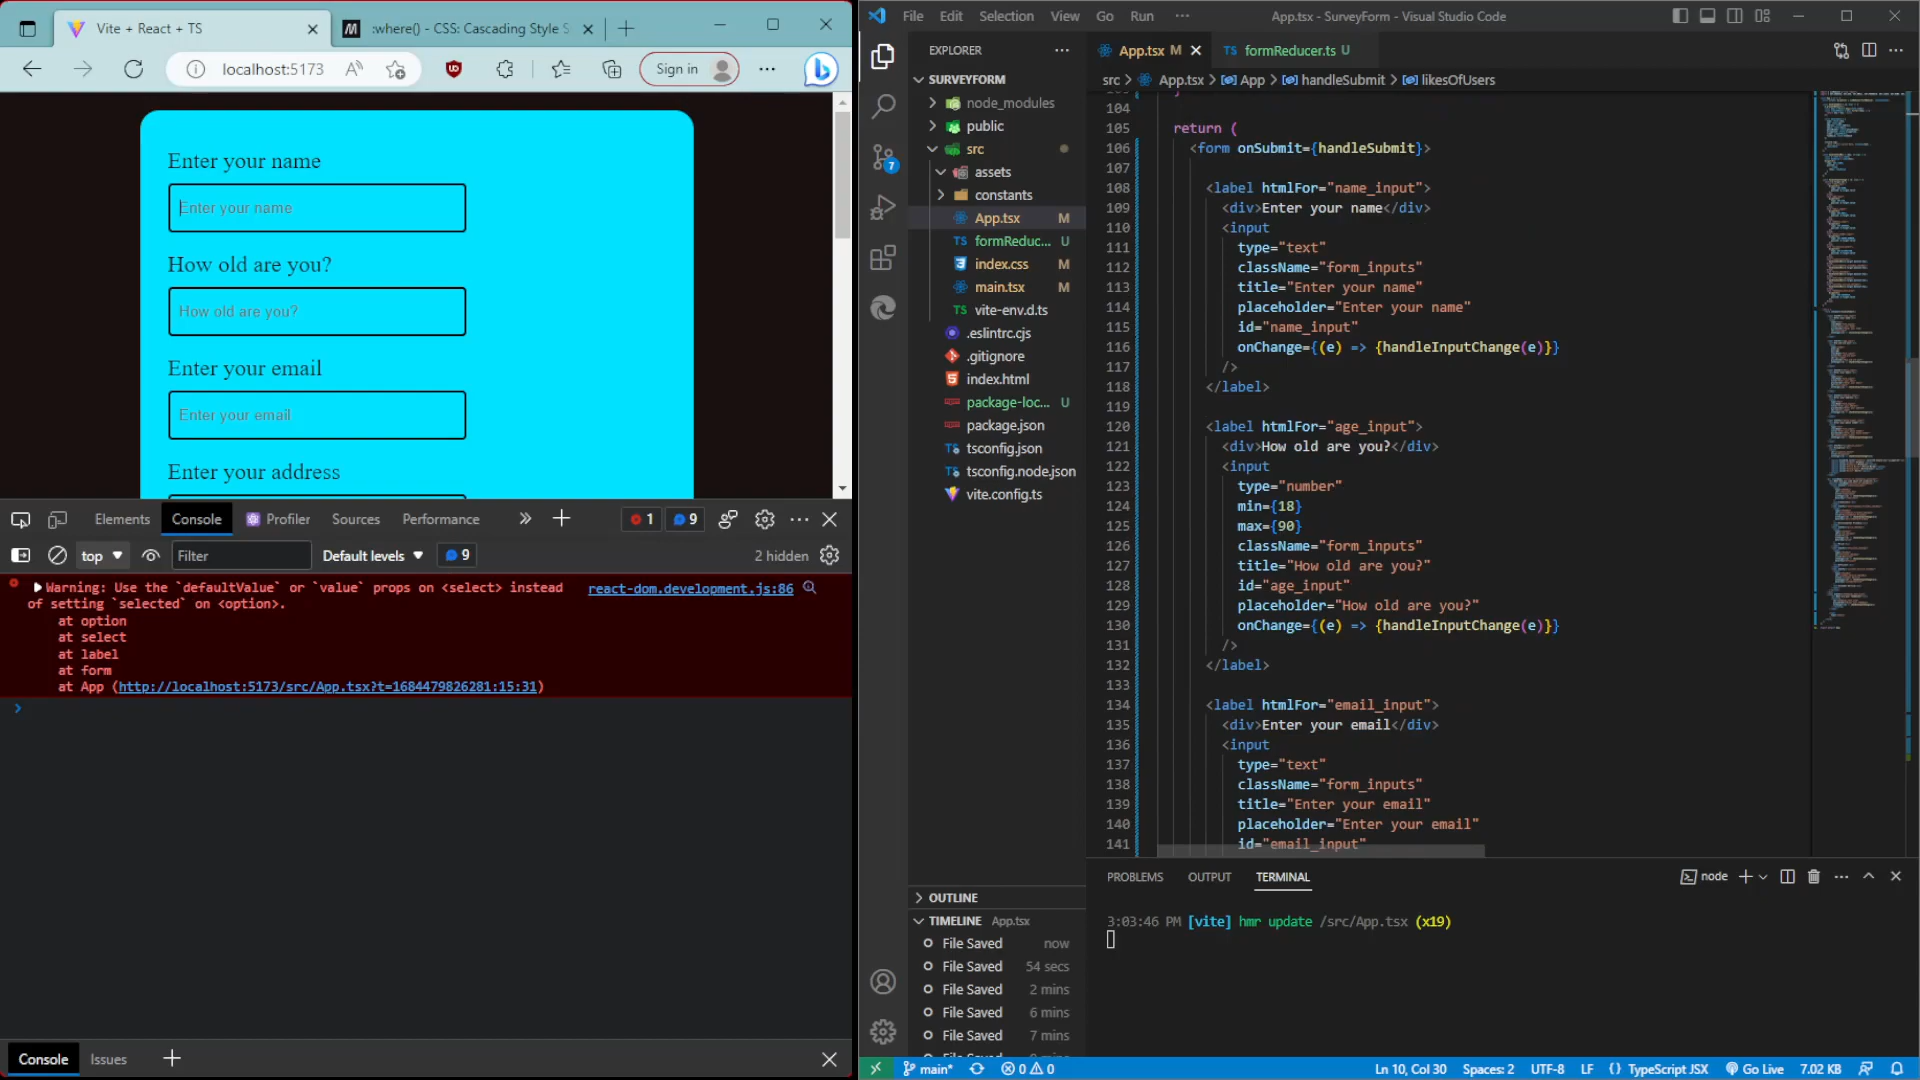 Vite + React + TS
:where() - CSS: Cascading Style S
localhost:5173
Sign in
Enter your name
Enter your name
How old are you?
How old are you?
Enter your email
Enter your email
Enter your address
Elements
Console
Profiler
Sources
Performance
1
9
top
Filter
Default levels
9
2 hidden
Warning: Use the `defaultValue` or `value` props on <select> instead
react-dom.development.js:86
of setting `selected` on <option>.
at option
at select
at label
at form
at App (http://localhost:5173/src/App.tsx?t=1684479826281:15:31)
Console
Issues
File
Edit
Selection
View
Go
Run
App.tsx - SurveyForm - Visual Studio Code
EXPLORER
SURVEYFORM
node_modules
public
src
assets
constants
App.tsx M
formReduc... U
index.css M
main.tsx M
vite-env.d.ts
.eslintrc.cjs
.gitignore
index.html
package-loc... U
package.json
tsconfig.json
tsconfig.node.json
vite.config.ts
7
OUTLINE
TIMELINE App.tsx
File Saved now
File Saved 54 secs
File Saved 2 mins
File Saved 6 mins
File Saved 7 mins
App.tsx M
formReducer.ts U
src > App.tsx > App > handleSubmit > likesOfUsers
104
105 return (
106 <form onSubmit={handleSubmit}>
107
108 <label htmlFor="name_input">
109 <div>Enter your name</div>
110 <input
111 type="text"
112 className="form_inputs"
113 title="Enter your name"
114 placeholder="Enter your name"
115 id="name_input"
116 onChange={(e) => {handleInputChange(e)}}
117 />
118 </label>
119
120 <label htmlFor="age_input">
121 <div>How old are you?</div>
122 <input
123 type="number"
124 min={18}
125 max={90}
126 className="form_inputs"
127 title="How old are you?"
128 id="age_input"
129 placeholder="How old are you?"
130 onChange={(e) => {handleInputChange(e)}}
131 />
132 </label>
133
134 <label htmlFor="email_input">
135 <div>Enter your email</div>
136 <input
137 type="text"
138 className="form_inputs"
139 title="Enter your email"
140 placeholder="Enter your email"
141 id="email_input"
PROBLEMS
OUTPUT
TERMINAL
node
3:03:46 PM [vite] hmr update /src/App.tsx (x19)
main*
0
0
Ln 10, Col 30
Spaces: 2
UTF-8
LF
TypeScript JSX
Go Live
7.02 KB